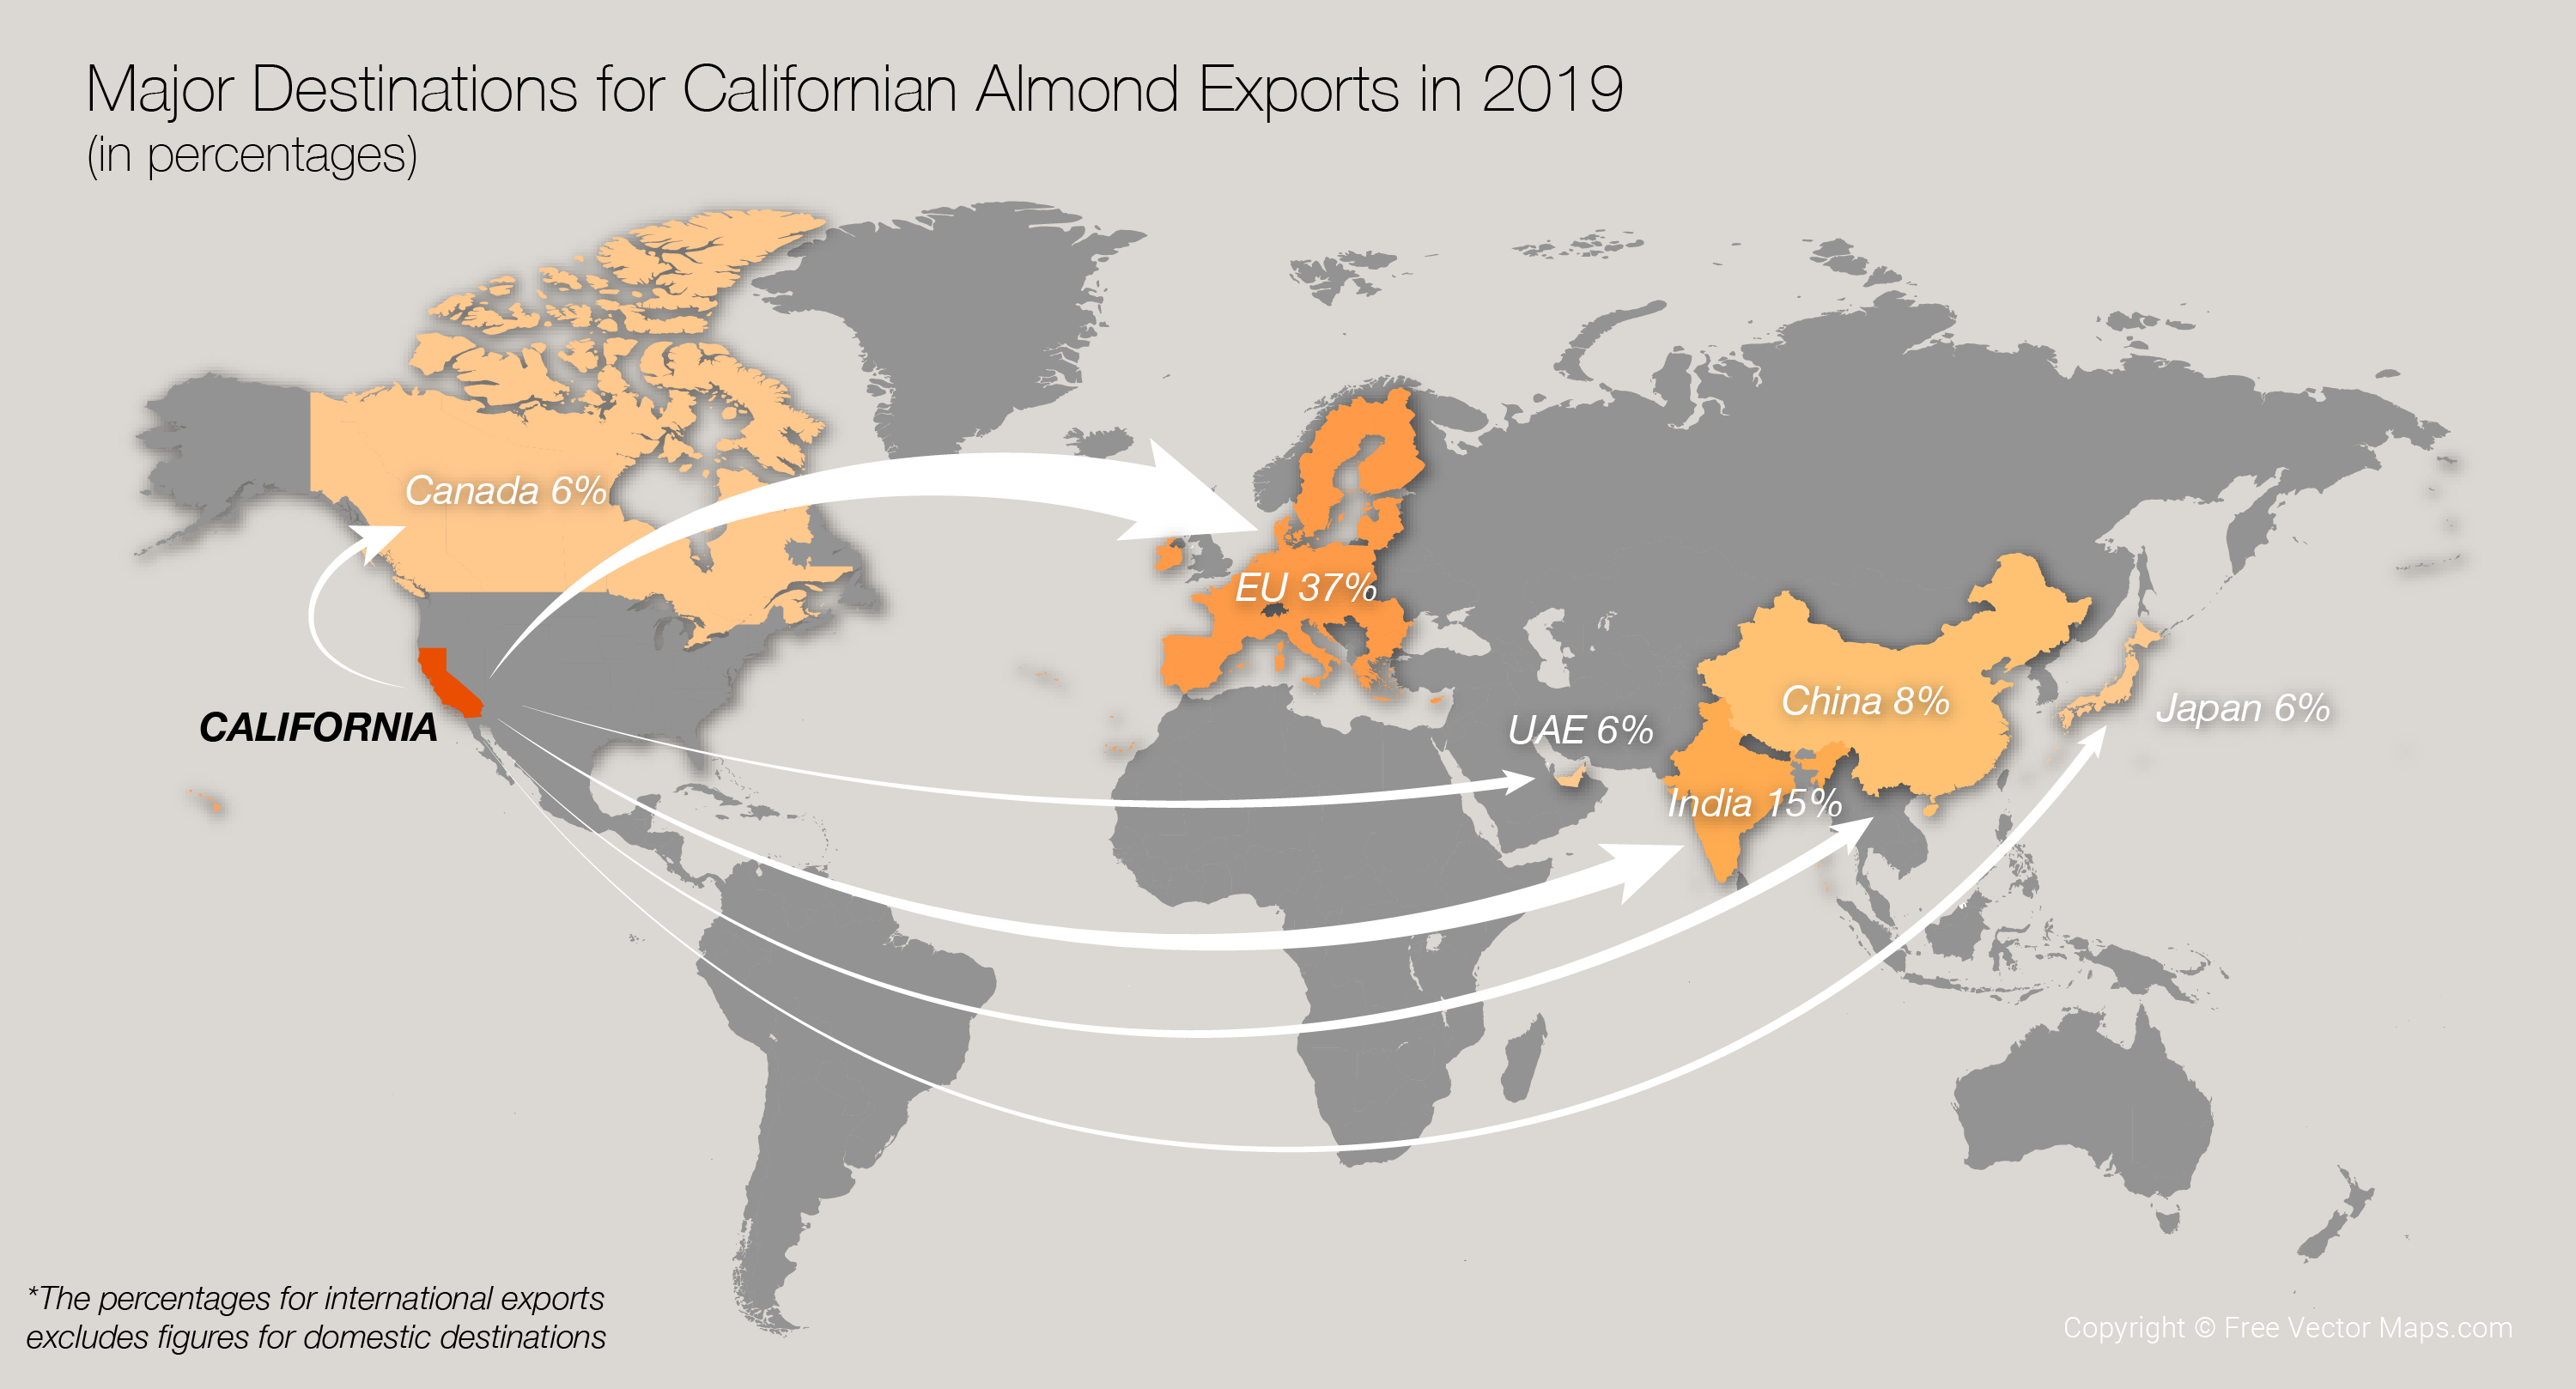 Major Destinations for Californian Almond Exports in 2019
(in percentages)
Canada 6%
EU 37%
China 8%
Japan 6%
UAE 6%
CALIFORNIA
India 15%
*The percentages for international exports
excludes figures for domestic destinations
Copyright © Free Vector Maps.com